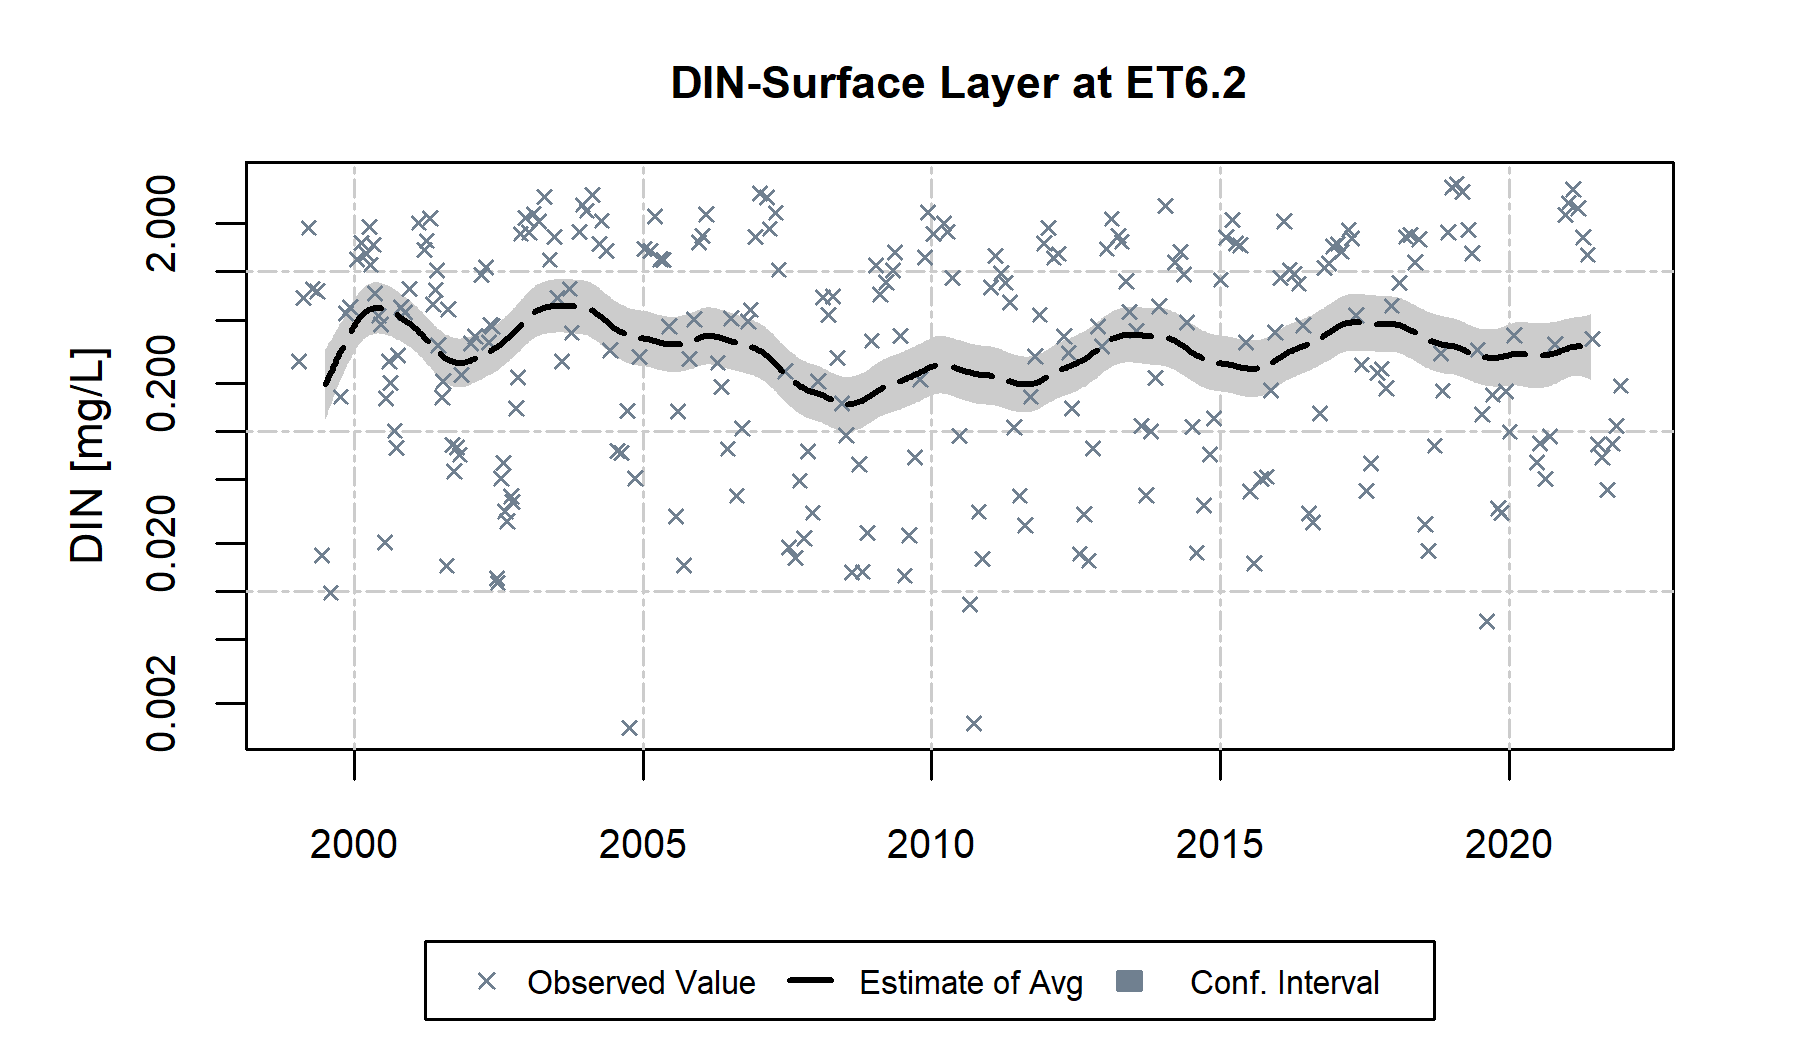 DIN-Surface Layer at ET6.2
DIN [mg/L]
2.000
0.200
0.020
0.002
2000 2005 2010 2015 2020
Observed Value Estimate of Avg Conf. Interval